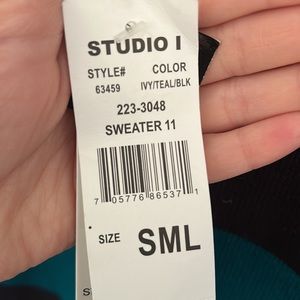 STUDIO I
STYLE# COLOR
63459 IVY/TEAL/BLK
223-3048
SWEATER 11
7 05776 86537 1
SIZE SML